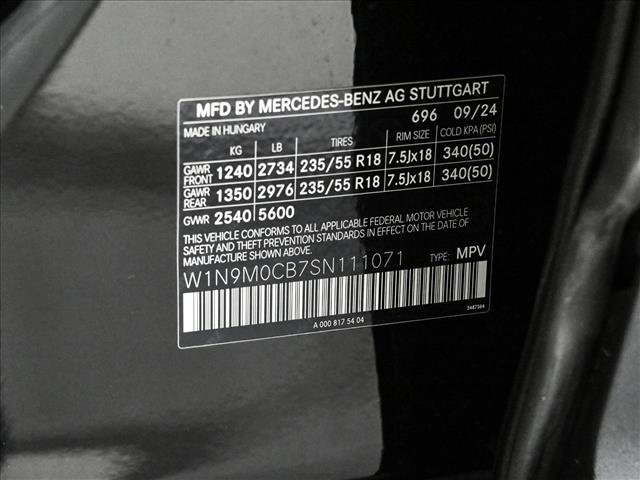 MFD BY MERCEDES-BENZ AG STUTTGART
MADE IN HUNGARY 696 09/24
KG LB TIRES RIM SIZE COLD KPA(PSI)
GAWR FRONT 1240 2734 235/55 R18 7.5Jx18 340(50)
GAWR REAR 1350 2976 235/55 R18 7.5Jx18 340(50)
GVWR 2540 5600
THIS VEHICLE CONFORMS TO ALL APPLICABLE FEDERAL MOTOR VEHICLE
SAFETY AND THEFT PREVENTION STANDARDS IN EFFECT ON THE DATE OF
MANUFACTURE SHOWN ABOVE.
W1N9M0CB7SN111071 TYPE: MPV
A 000 817 54 04